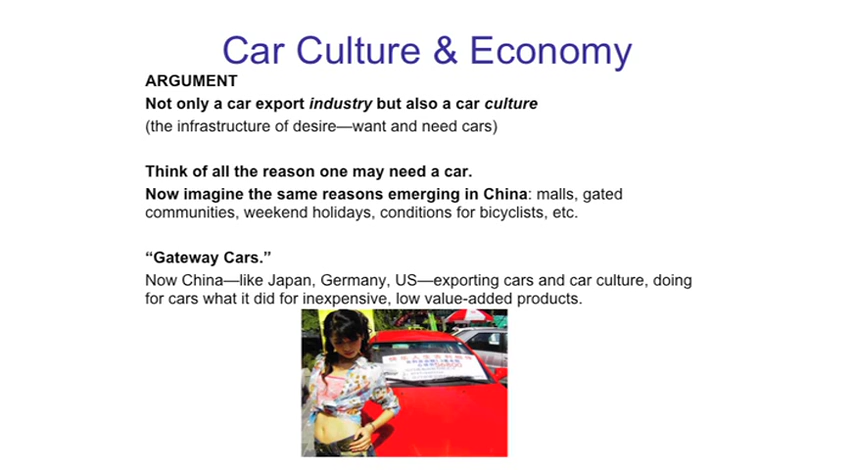 Car Culture & Economy
ARGUMENT
Not only a car export industry but also a car culture
(the infrastructure of desire—want and need cars)
Think of all the reason one may need a car.
Now imagine the same reasons emerging in China: malls, gated
communities, weekend holidays, conditions for bicyclists, etc.
“Gateway Cars.”
Now China—like Japan, Germany, US—exporting cars and car culture, doing
for cars what it did for inexpensive, low value-added products.